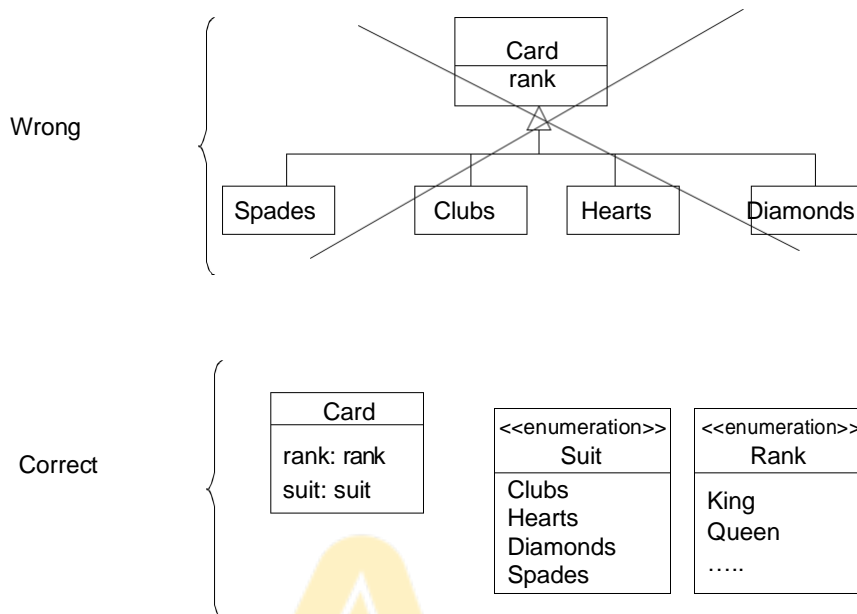 Wrong
Card
rank
Spades
Clubs
Hearts
Diamonds
Correct
Card
rank: rank
suit: suit
<<enumeration>>
Suit
Clubs
Hearts
Diamonds
Spades
<<enumeration>>
Rank
King
Queen
…..